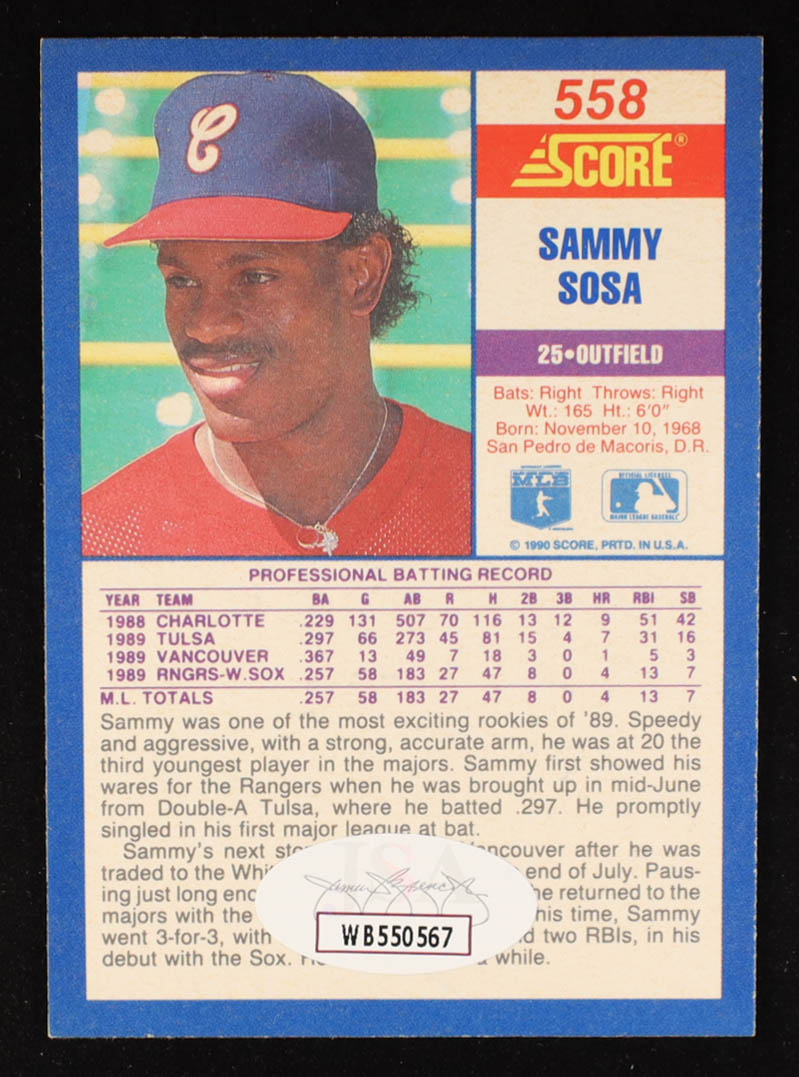 C
558
SCORE®
SAMMY
SOSA
25•OUTFIELD
Bats: Right Throws: Right
Wt.: 165 Ht.: 6'0"
Born: November 10, 1968
San Pedro de Macoris, D.R.
MLB
OFFICIAL LICENSEE
MAJOR LEAGUE BASEBALL
© 1990 SCORE, PRTD. IN U.S.A.
PROFESSIONAL BATTING RECORD
YEAR TEAM BA G AB R H 2B 3B HR RBI SB
1988 CHARLOTTE .229 131 507 70 116 13 12 9 51 42
1989 TULSA .297 66 273 45 81 15 4 7 31 16
1989 VANCOUVER .367 13 49 7 18 3 0 1 5 3
1989 RNGRS-W.SOX .257 58 183 27 47 8 0 4 13 7
M.L. TOTALS .257 58 183 27 47 8 0 4 13 7
Sammy was one of the most exciting rookies of '89. Speedy
and aggressive, with a strong, accurate arm, he was at 20 the
third youngest player in the majors. Sammy first showed his
wares for the Rangers when he was brought up in mid-June
from Double-A Tulsa, where he batted .297. He promptly
singled in his first major league at bat.
Sammy's next ancouver after he was
traded to the end of July. Paus-
ing just long he returned to the
majors with the his time, Sammy
went 3-for-3, with two RBIs, in his
debut with the Sox. a while.
JSA
WB550567